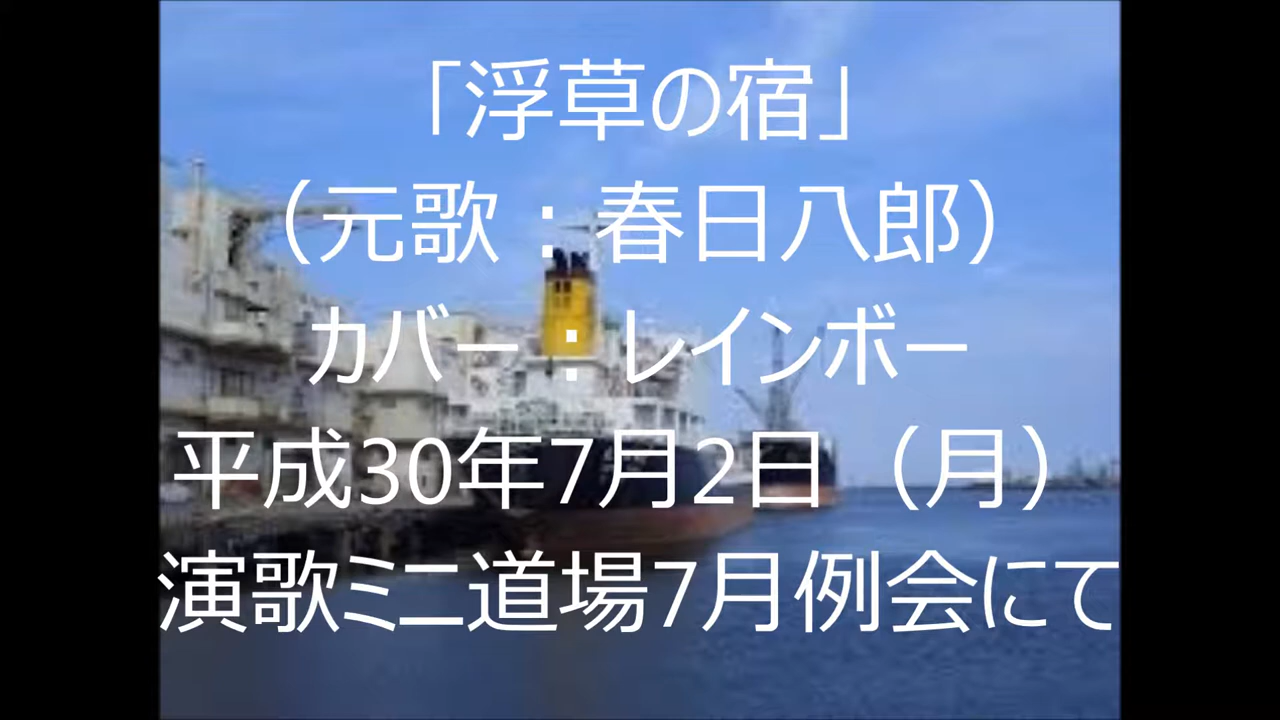 「浮草の宿」
（元歌：春日八郎）
カバー：レインボー
平成30年7月2日（月）
演歌ミニ道場7月例会にて